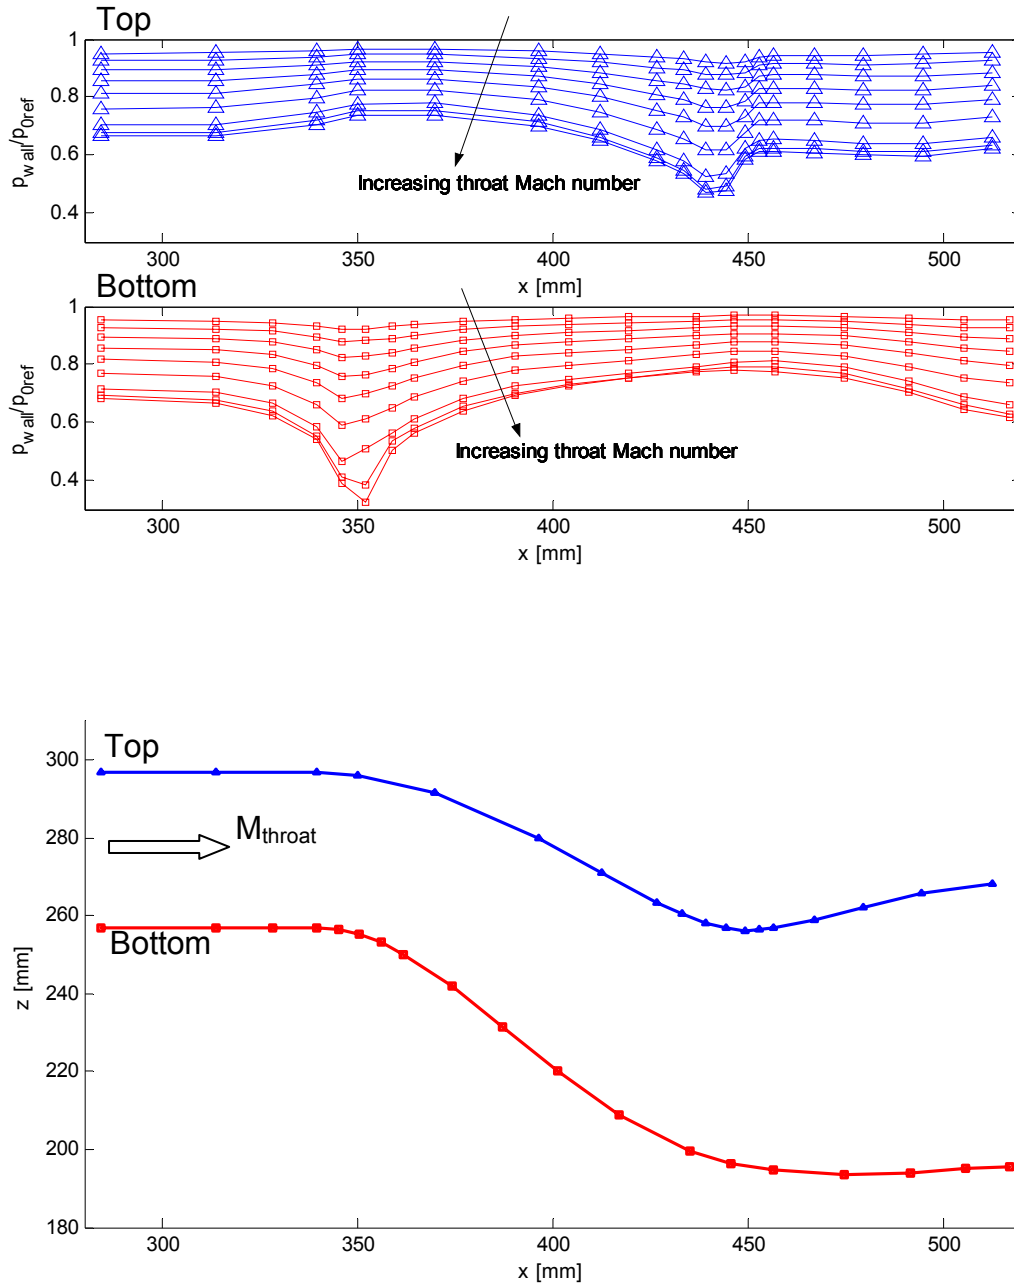 Top
1
0.8
0.6
0.4
p_wall/p_0ref
Increasing throat Mach number
300 350 400 450 500
x [mm]
Bottom
1
0.8
0.6
0.4
p_wall/p_0ref
Increasing throat Mach number
300 350 400 450 500
x [mm]
Top
300
280
260
240
220
200
180
z [mm]
M_throat
Bottom
300 350 400 450 500
x [mm]